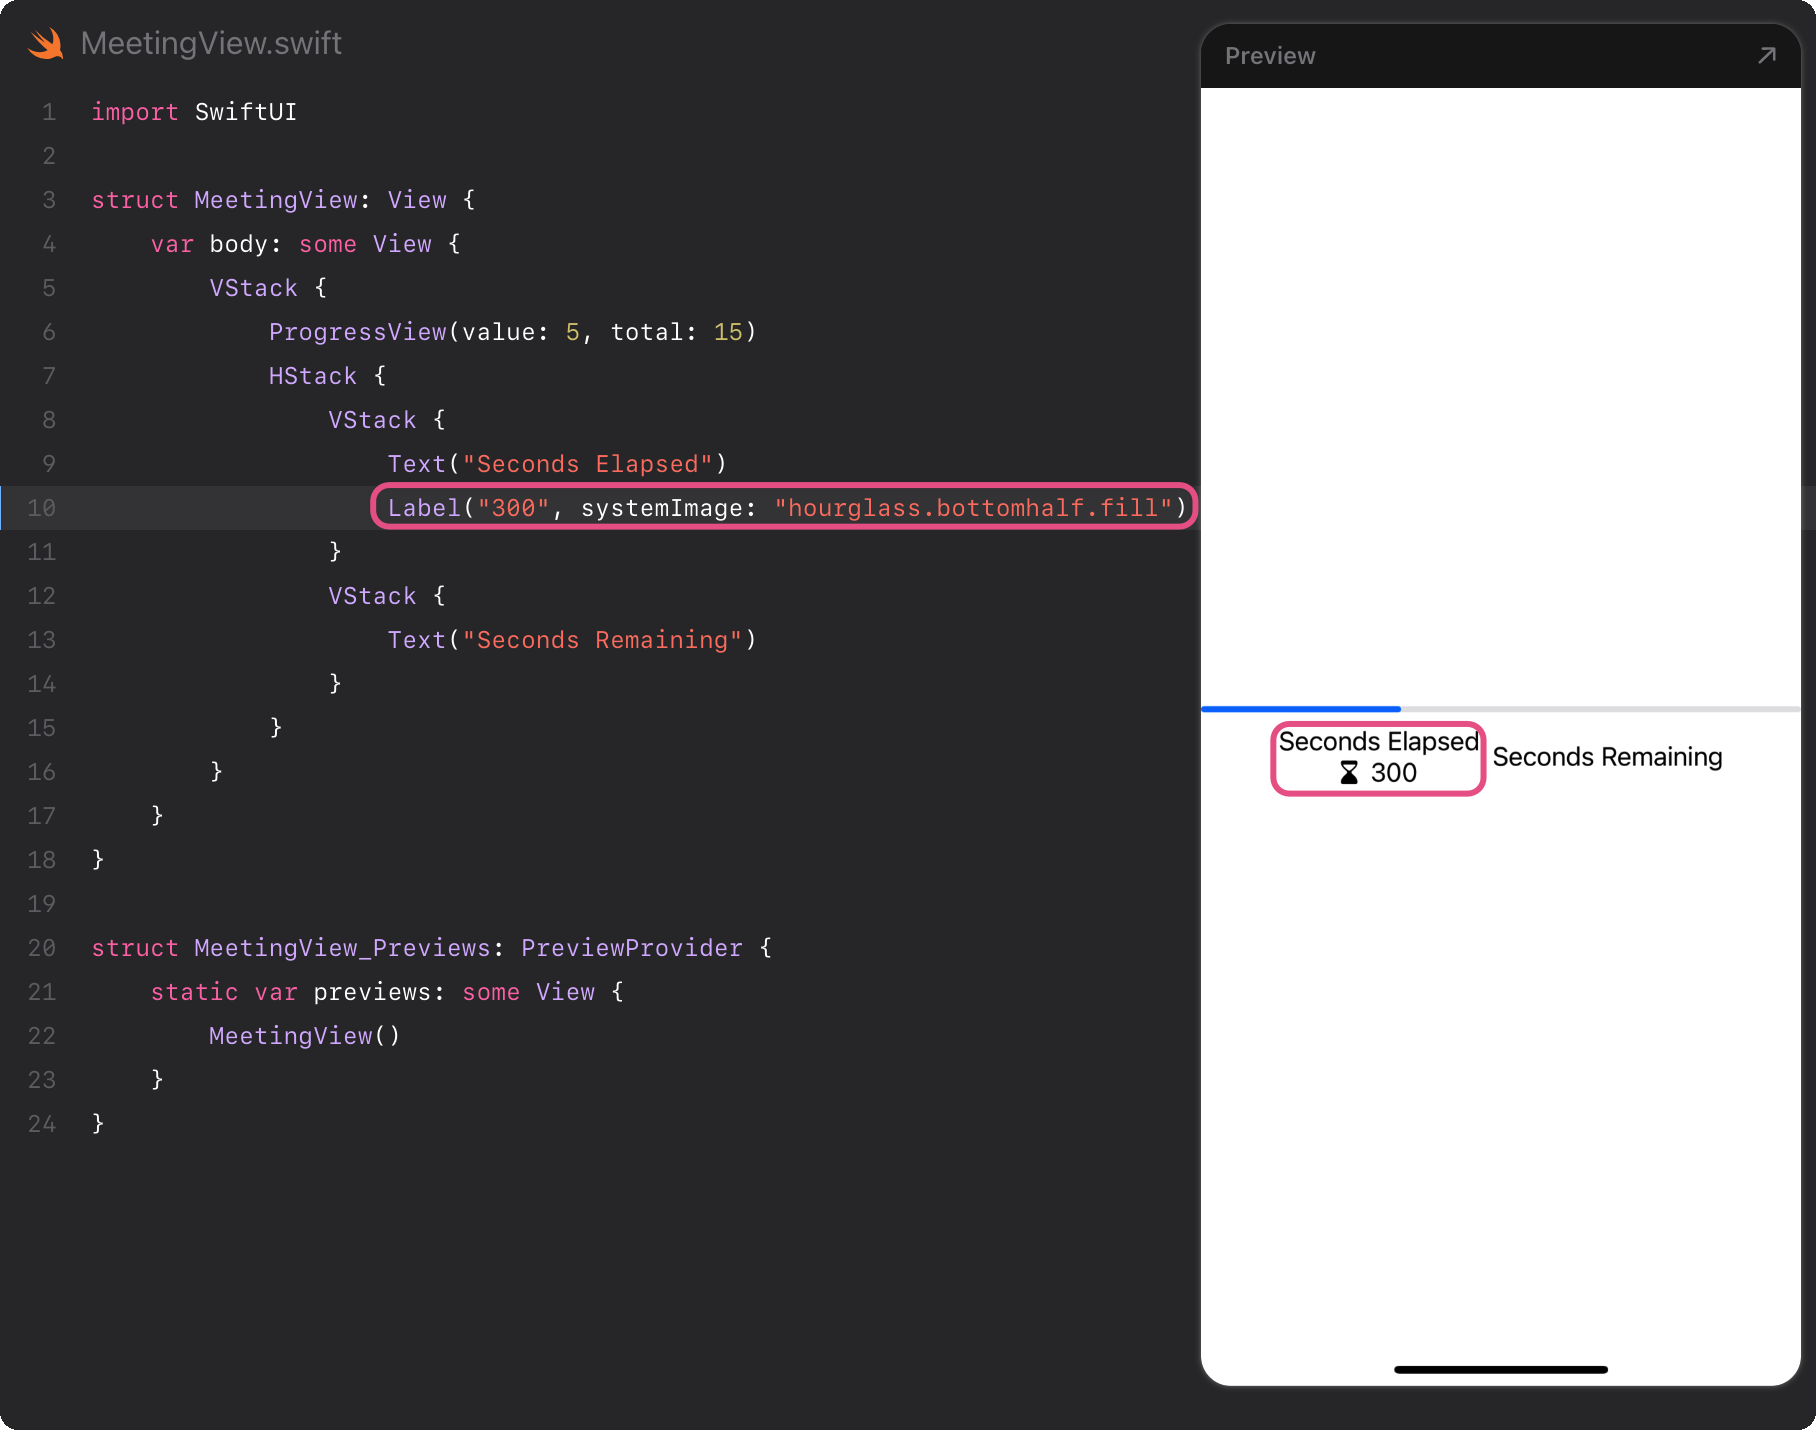 MeetingView.swift
1 import SwiftUI
2
3 struct MeetingView: View {
4     var body: some View {
5         VStack {
6             ProgressView(value: 5, total: 15)
7             HStack {
8                 VStack {
9                     Text("Seconds Elapsed")
10                     Label("300", systemImage: "hourglass.bottomhalf.fill")
11                 }
12                 VStack {
13                     Text("Seconds Remaining")
14                 }
15             }
16         }
17     }
18 }
19
20 struct MeetingView_Previews: PreviewProvider {
21     static var previews: some View {
22         MeetingView()
23     }
24 }
Preview
Seconds Elapsed
300
Seconds Remaining